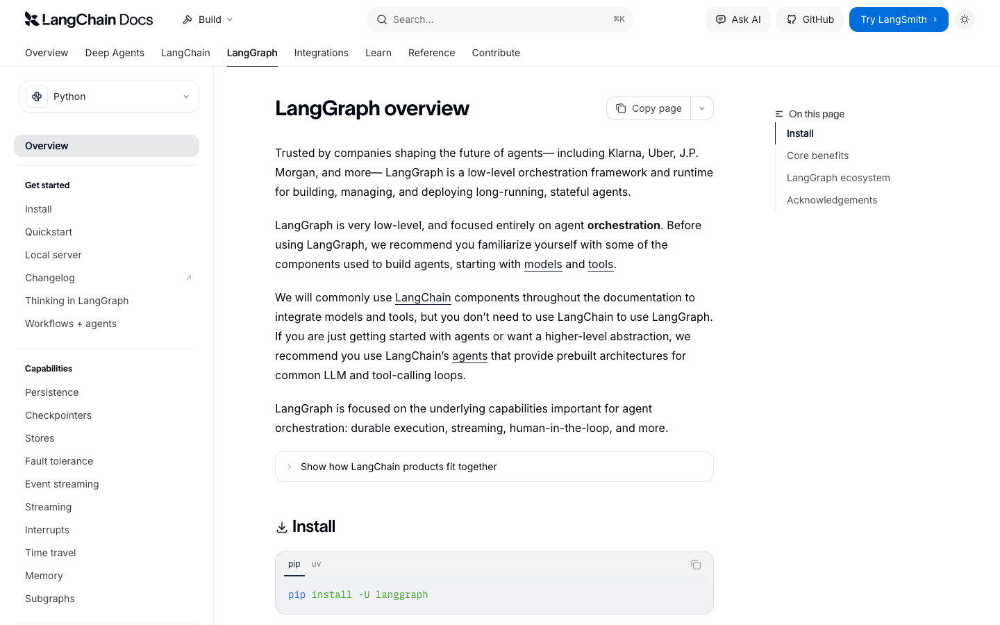 LangChain Docs
Build
Search...
⌘K
Ask AI
GitHub
Try LangSmith
Overview
Deep Agents
LangChain
LangGraph
Integrations
Learn
Reference
Contribute
Python
Overview
Get started
Install
Quickstart
Local server
Changelog
Thinking in LangGraph
Workflows + agents
Capabilities
Persistence
Checkpointers
Stores
Fault tolerance
Event streaming
Streaming
Interrupts
Time travel
Memory
Subgraphs
LangGraph overview
Copy page
Trusted by companies shaping the future of agents— including Klarna, Uber, J.P.
Morgan, and more— LangGraph is a low-level orchestration framework and runtime
for building, managing, and deploying long-running, stateful agents.
LangGraph is very low-level, and focused entirely on agent orchestration. Before
using LangGraph, we recommend you familiarize yourself with some of the
components used to build agents, starting with models and tools.
We will commonly use LangChain components throughout the documentation to
integrate models and tools, but you don’t need to use LangChain to use LangGraph.
If you are just getting started with agents or want a higher-level abstraction, we
recommend you use LangChain’s agents that provide prebuilt architectures for
common LLM and tool-calling loops.
LangGraph is focused on the underlying capabilities important for agent
orchestration: durable execution, streaming, human-in-the-loop, and more.
Show how LangChain products fit together
Install
pip
uv
pip install -U langgraph
On this page
Install
Core benefits
LangGraph ecosystem
Acknowledgements